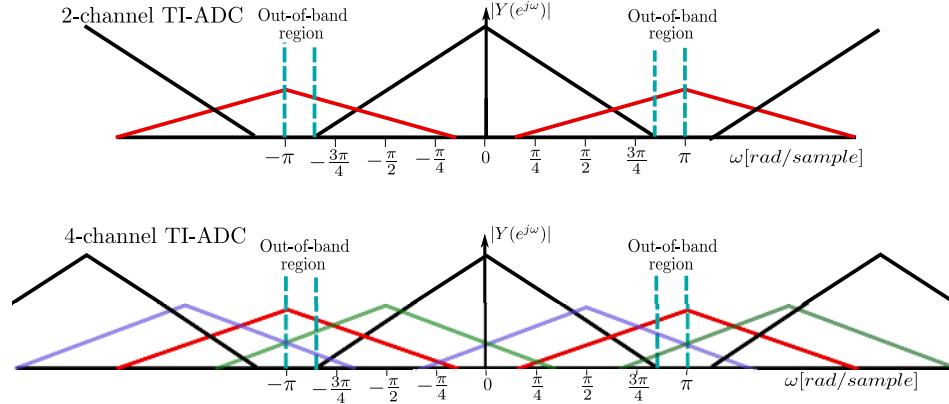 2-channel TI-ADC
Out-of-band
region
|Y(e^{jω})|
Out-of-band
region
−π
−3π/4
−π/2
−π/4
0
π/4
π/2
3π/4
π
ω[rad/sample]
4-channel TI-ADC
Out-of-band
region
|Y(e^{jω})|
Out-of-band
region
−π
−3π/4
−π/2
−π/4
0
π/4
π/2
3π/4
π
ω[rad/sample]